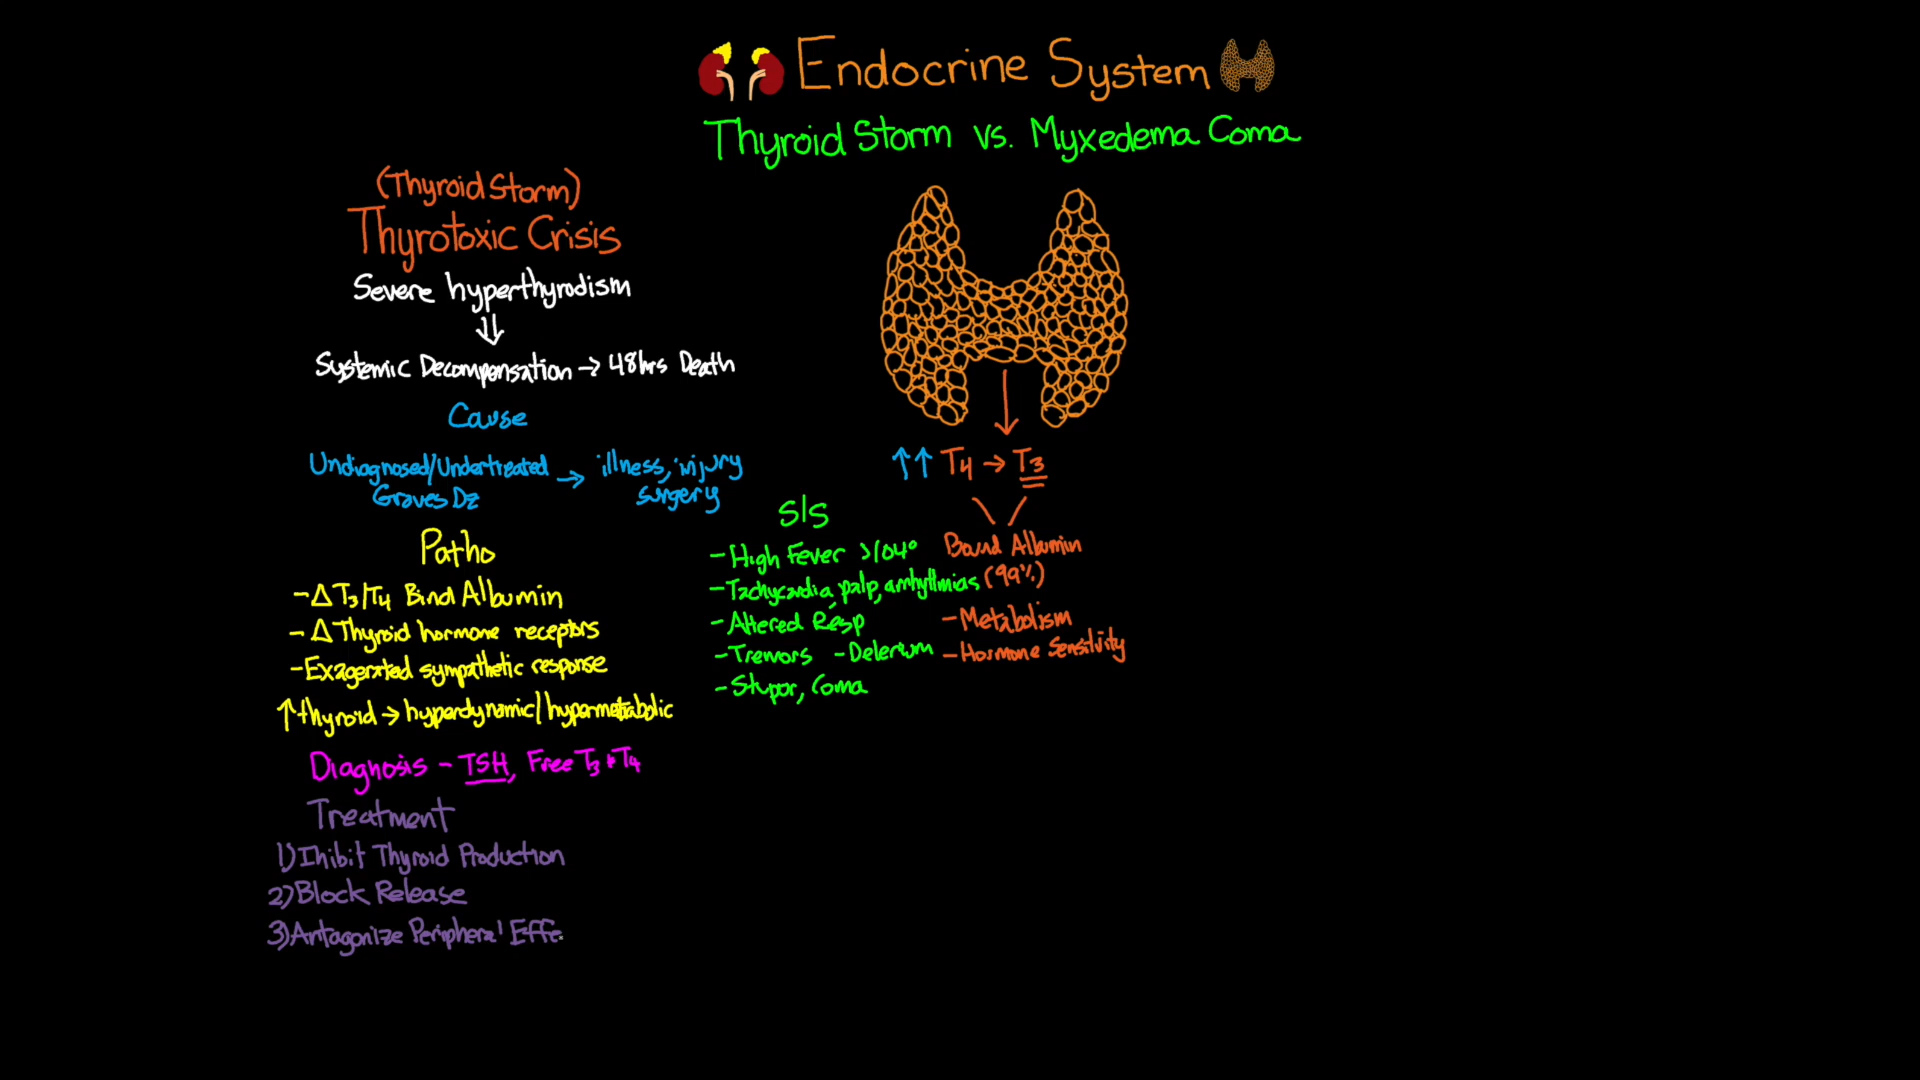 Endocrine System
Thyroid Storm vs. Myxedema Coma
(Thyroid Storm)
Thyrotoxic Crisis
Severe hyperthyrodism
⇓
Systemic Decompensation → 48hrs Death
Cause
Undiagnosed/Undertreated → illness, injury
Graves Dz surgery
Patho
- Δ T3/T4 Bind Albumin
- Δ Thyroid hormone receptors
- Exagerated sympathetic response
↑ thyroid → hyperdynamic/hypermetabolic
Diagnosis - TSH, Free T3 + T4
Treatment
1) Inhibit Thyroid Production
2) Block Release
3) Antagonize Peripheral Effe
S/S
- High Fever >104°
- Tachycardia, palp, arrhythmias
- Altered Resp
- Tremors - Delerium
- Stupor, Coma
↑↑ T4 → T3
Bound Albumin
(99%)
- Metabolism
- Hormone Sensitivity